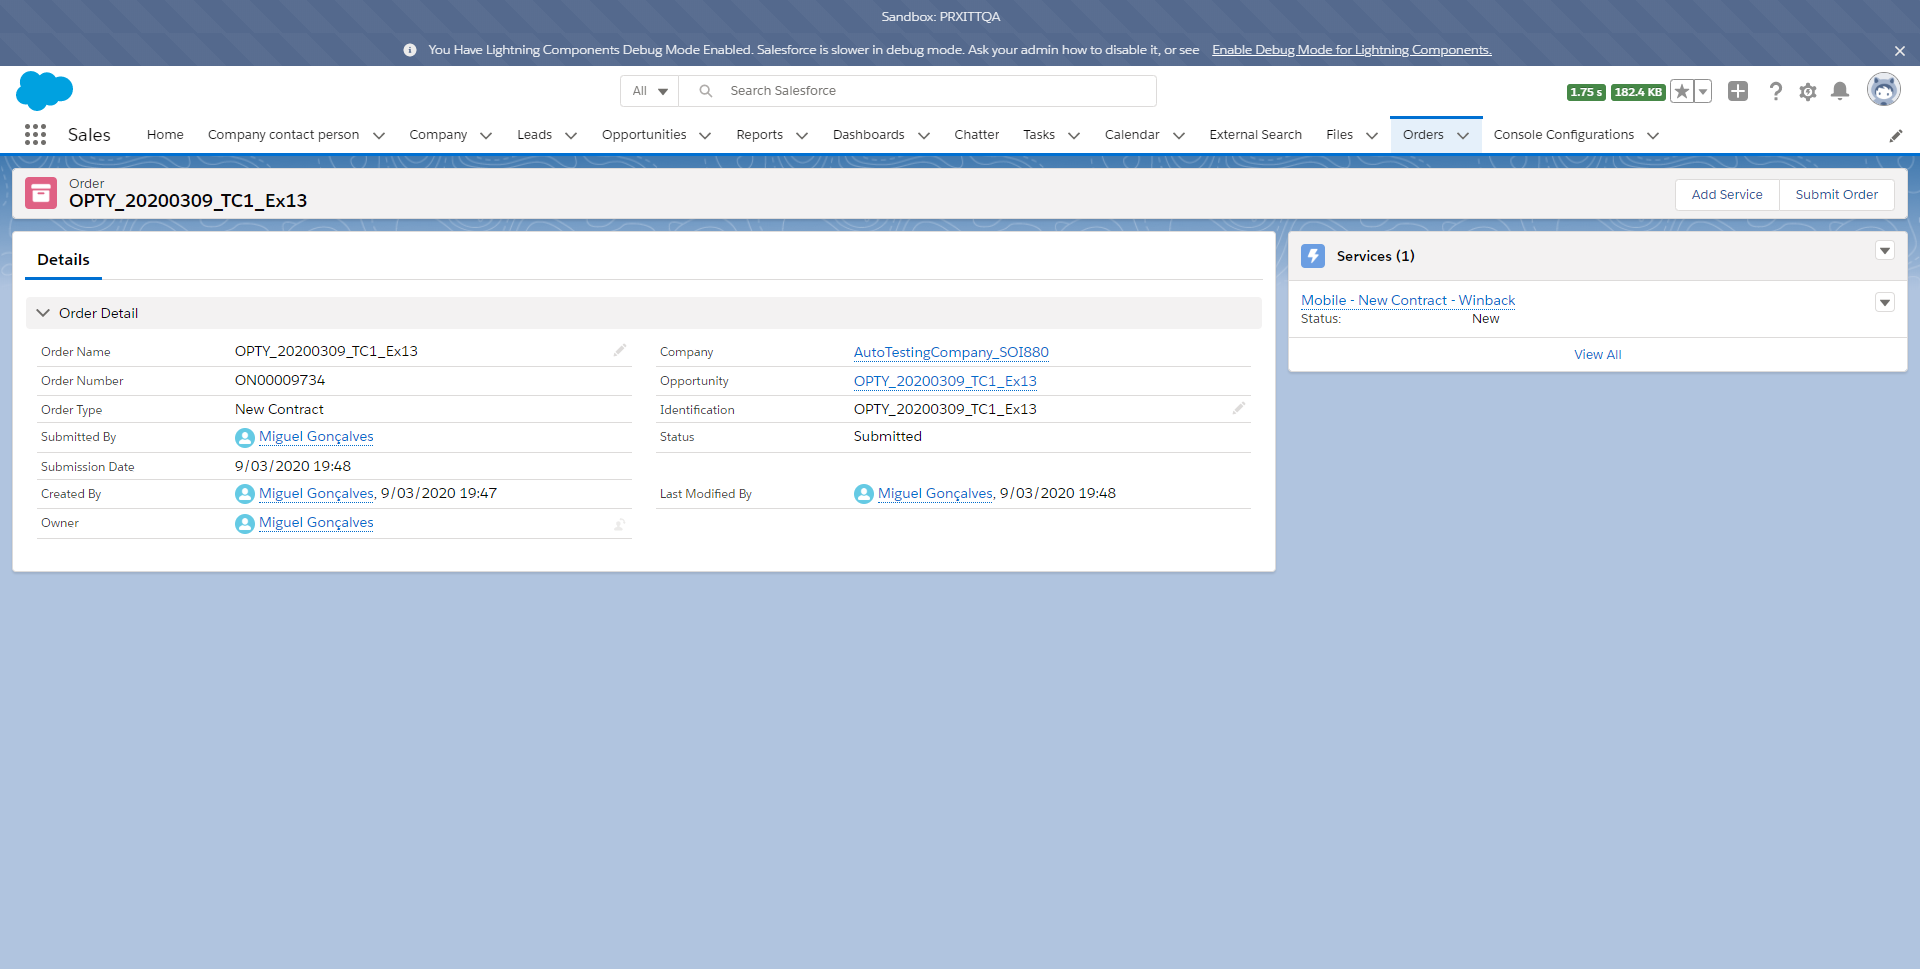 Sandbox: PRXITTQA
You Have Lightning Components Debug Mode Enabled. Salesforce is slower in debug mode. Ask your admin how to disable it, or see Enable Debug Mode for Lightning Components.
All Search Salesforce 1.75 s 182.4 KB
Sales Home Company contact person Company Leads Opportunities Reports Dashboards Chatter Tasks Calendar External Search Files Orders Console Configurations
Order
OPTY_20200309_TC1_Ex13
Add Service Submit Order
Details
Order Detail
Order Name OPTY_20200309_TC1_Ex13 Company AutoTestingCompany_SOI880
Order Number ON00009734 Opportunity OPTY_20200309_TC1_Ex13
Order Type New Contract Identification OPTY_20200309_TC1_Ex13
Submitted By Miguel Gonçalves Status Submitted
Submission Date 9/03/2020 19:48
Created By Miguel Gonçalves, 9/03/2020 19:47 Last Modified By Miguel Gonçalves, 9/03/2020 19:48
Owner Miguel Gonçalves
Services (1)
Mobile - New Contract - Winback
Status: New
View All